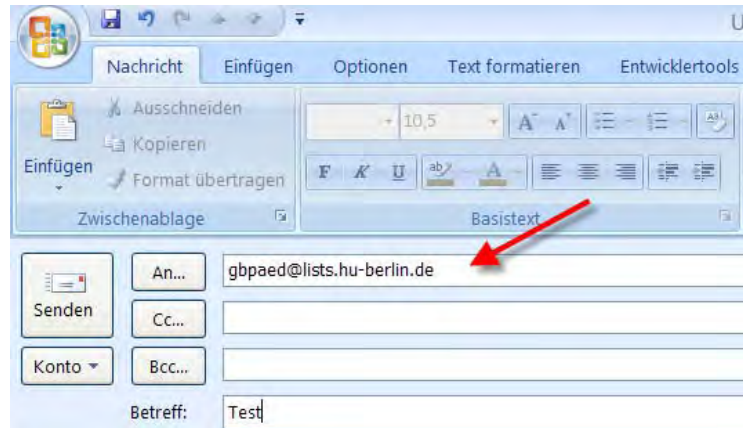 U
Nachricht Einfügen Optionen Text formatieren Entwicklertools
Ausschneiden
Kopieren
Format übertragen
Einfügen
10,5 A A
F K U ab A
Zwischenablage Basistext
Senden
An... gbpaed@lists.hu-berlin.de
Cc...
Konto Bcc...
Betreff: Test